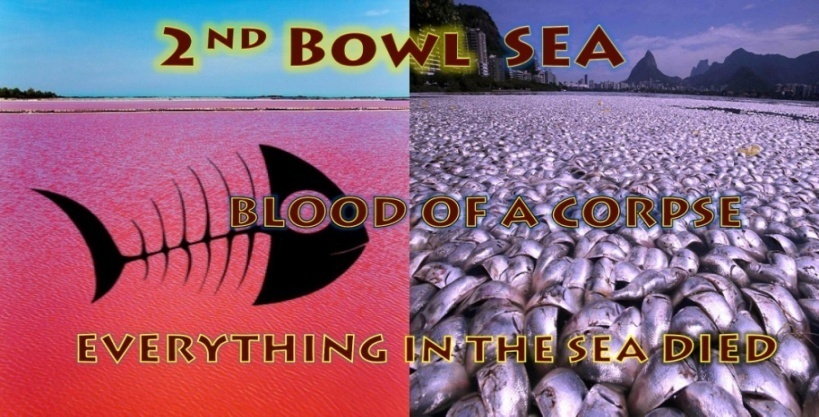 2ND BOWL SEA
BLOOD OF A CORPSE
EVERYTHING IN THE SEA DIED